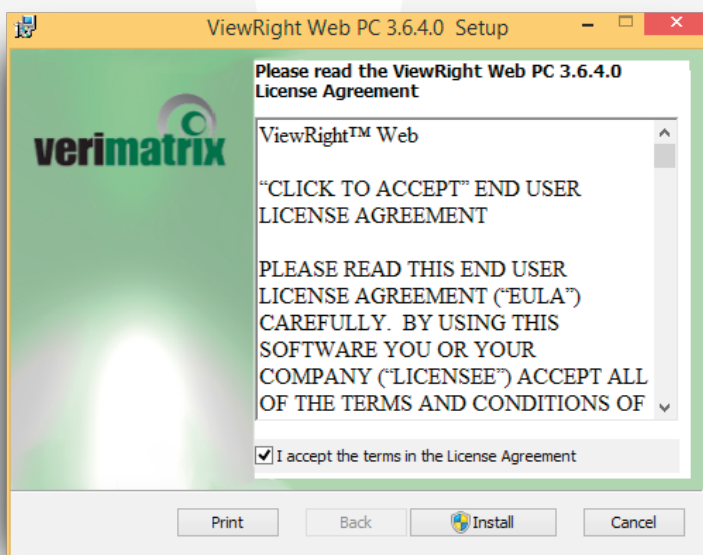 ViewRight Web PC 3.6.4.0 Setup
Please read the ViewRight Web PC 3.6.4.0
License Agreement
verimatrix
ViewRight™ Web
“CLICK TO ACCEPT” END USER
LICENSE AGREEMENT
PLEASE READ THIS END USER
LICENSE AGREEMENT (“EULA”)
CAREFULLY. BY USING THIS
SOFTWARE YOU OR YOUR
COMPANY (“LICENSEE”) ACCEPT ALL
OF THE TERMS AND CONDITIONS OF
I accept the terms in the License Agreement
Print Back Install Cancel